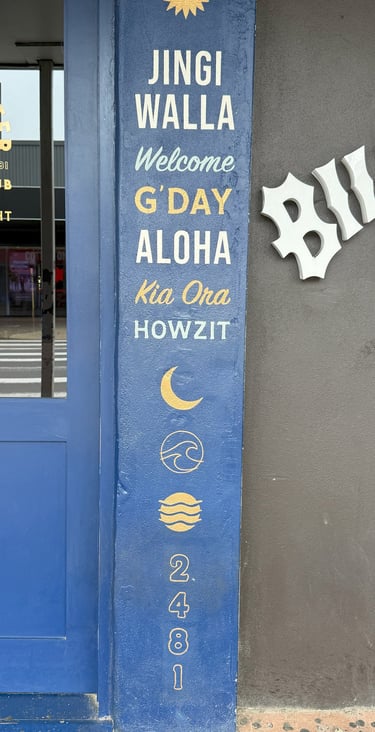 JINGI
WALLA
Welcome
G'DAY
ALOHA
Kia Ora
HOWZIT
2
4
8
1